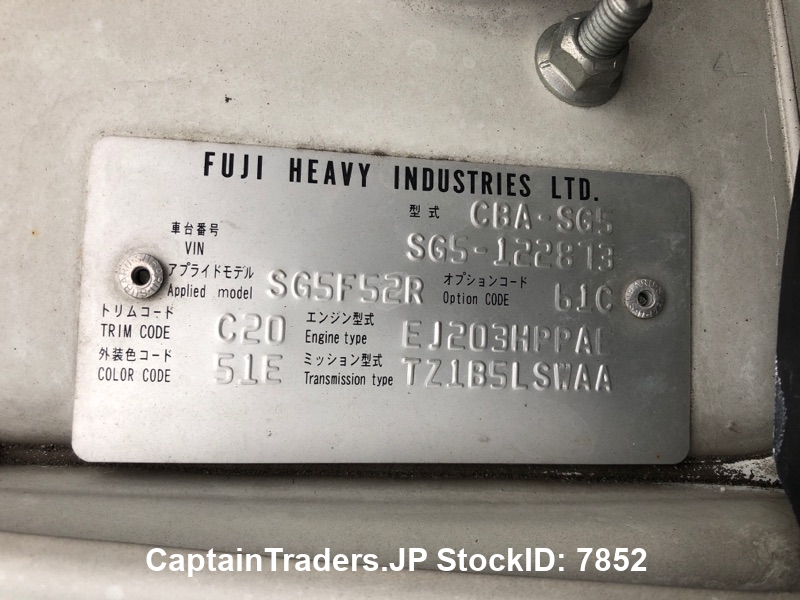 FUJI HEAVY INDUSTRIES LTD.
型式 CBA-SG5
車台番号
VIN SG5-122873
アプライドモデル SG5F52R オプションコード 61C
Applied model Option CODE
トリムコード C20 エンジン型式 EJ203HPPAE
TRIM CODE Engine type
外装色コード 51E ミッション型式 TZ1B5LSWAA
COLOR CODE Transmission type
CaptainTraders.JP StockID: 7852